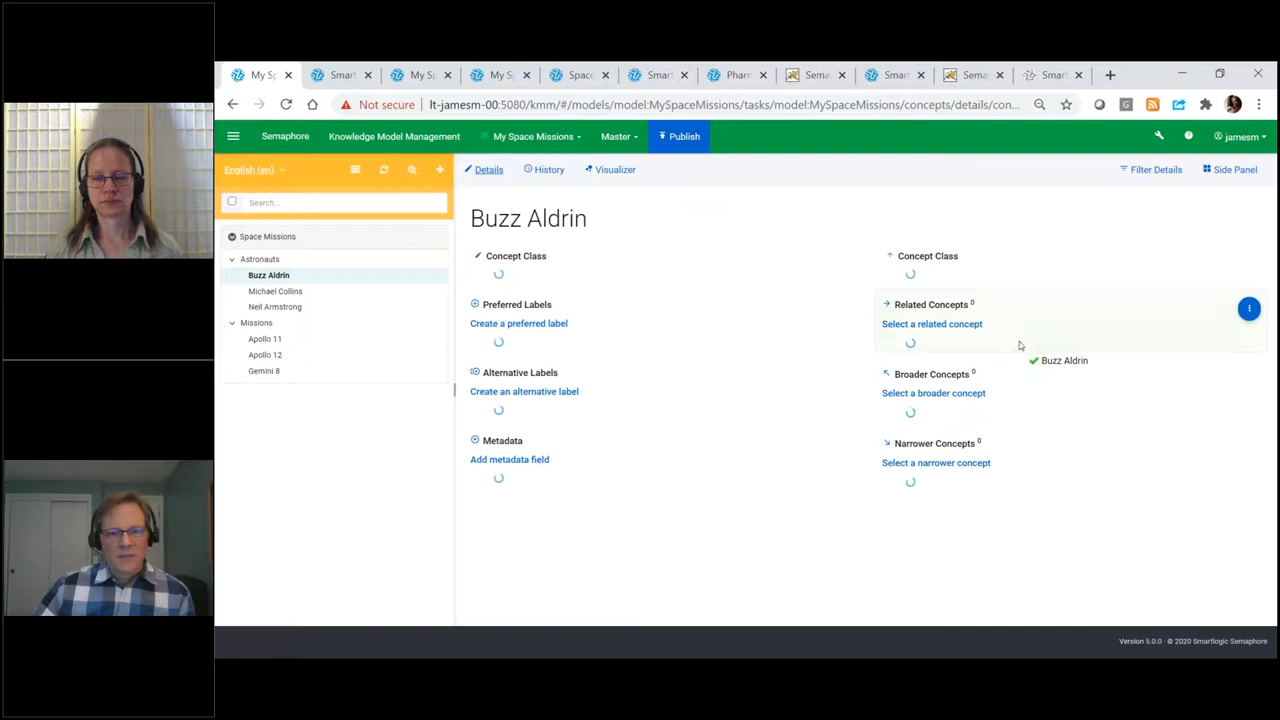 My Sp
Smart
My Sp
My Sp
Space
Smart
Pharm
Sema
Smart
Sema
Smart
Not secure
lt-jamesm-00:5080/kmm/#/models/model:MySpaceMissions/tasks/model:MySpaceMissions/concepts/details/con...
Semaphore
Knowledge Model Management
My Space Missions
Master
Publish
jamesm
English (en)
Details
History
Visualizer
Filter Details
Side Panel
Search...
Space Missions
Astronauts
Buzz Aldrin
Michael Collins
Neil Armstrong
Missions
Apollo 11
Apollo 12
Gemini 8
Buzz Aldrin
Concept Class
Preferred Labels
Create a preferred label
Alternative Labels
Create an alternative label
Metadata
Add metadata field
Concept Class
Related Concepts 0
Select a related concept
Buzz Aldrin
Broader Concepts 0
Select a broader concept
Narrower Concepts 0
Select a narrower concept
Version 5.0.0 · © 2020 Smartlogic Semaphore